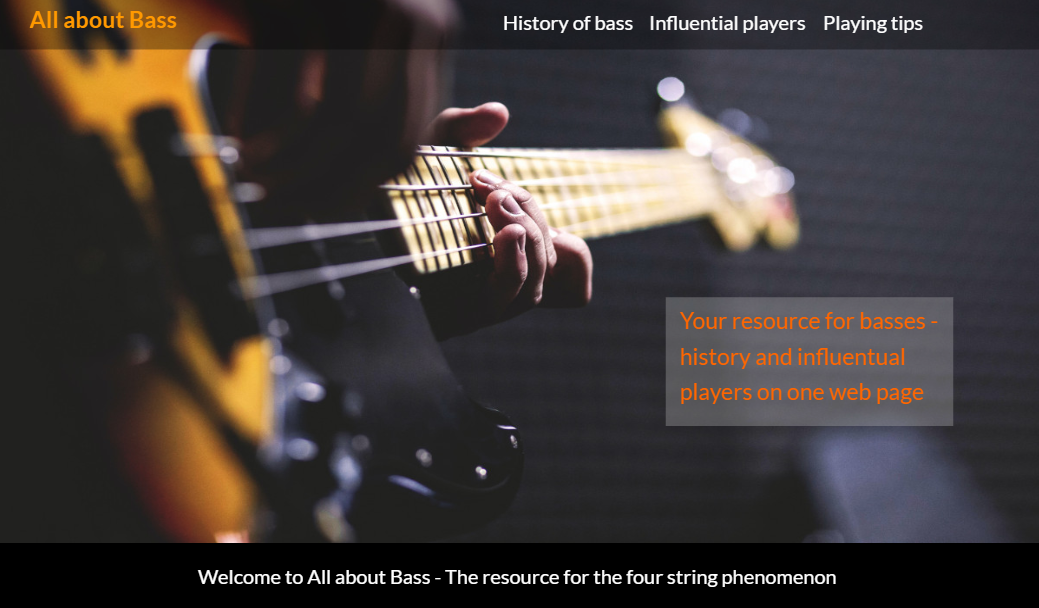 All about Bass
History of bass Influential players Playing tips
Your resource for basses -
history and influentual
players on one web page
Welcome to All about Bass - The resource for the four string phenomenon